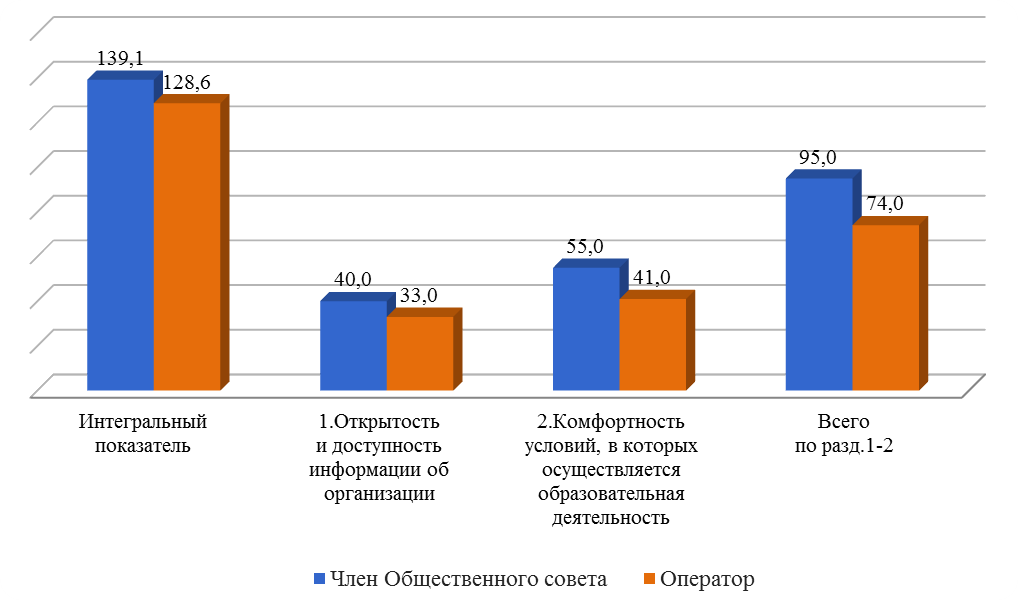 139,1
128,6
40,0
33,0
55,0
41,0
95,0
74,0
Интегральный
показатель
1.Открытость
и доступность
информации об
организации
2.Комфортность
условий, в которых
осуществляется
образовательная
деятельность
Всего
по разд.1-2
Член Общественного совета
Оператор